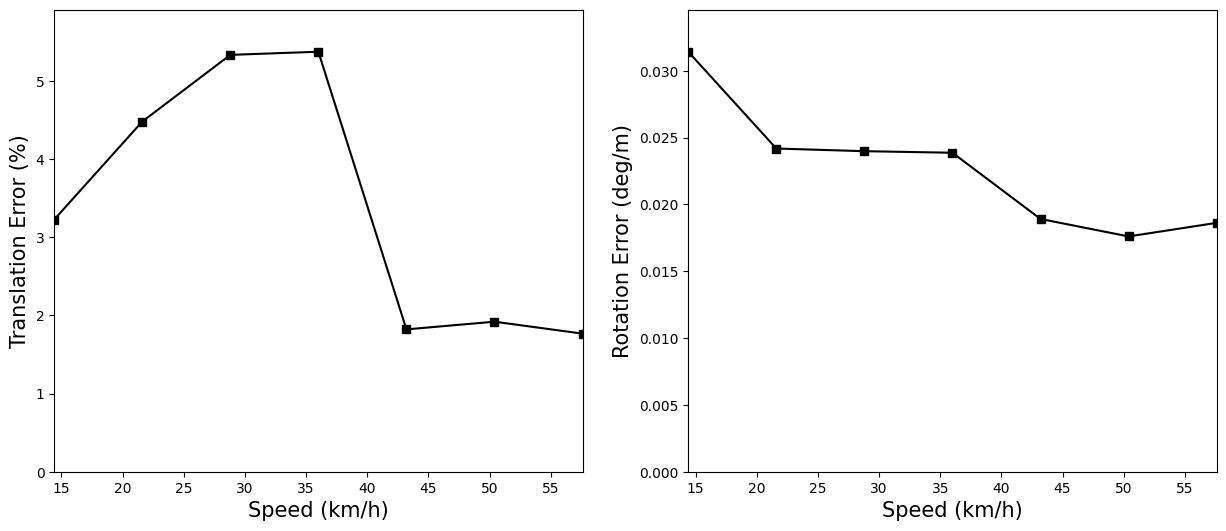 Translation Error (%)
5
4
3
2
1
0
15 20 25 30 35 40 45 50 55
Speed (km/h)
Rotation Error (deg/m)
0.030
0.025
0.020
0.015
0.010
0.005
0.000
15 20 25 30 35 40 45 50 55
Speed (km/h)